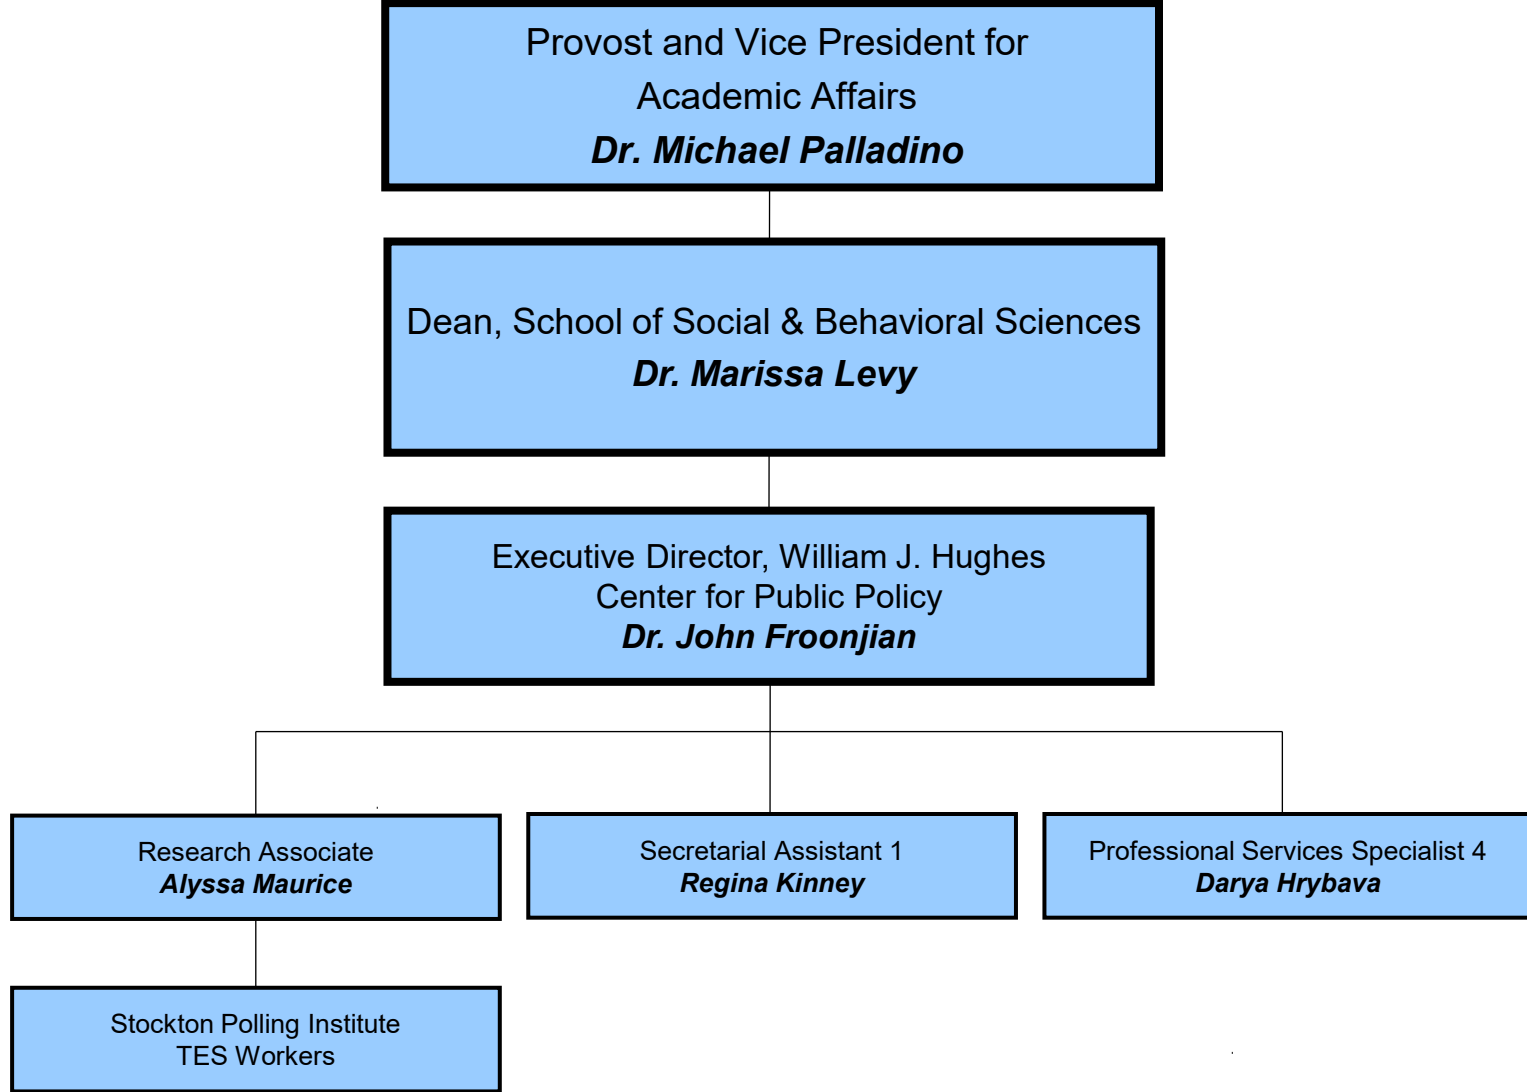 Provost and Vice President for
Academic Affairs
Dr. Michael Palladino
Dean, School of Social & Behavioral Sciences
Dr. Marissa Levy
Executive Director, William J. Hughes
Center for Public Policy
Dr. John Froonjian
Research Associate
Alyssa Maurice
Secretarial Assistant 1
Regina Kinney
Professional Services Specialist 4
Darya Hrybava
Stockton Polling Institute
TES Workers